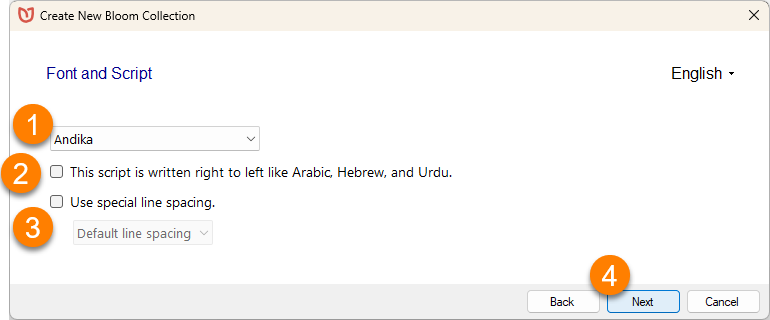 Create New Bloom Collection
Font and Script
English
1
Andika
2
This script is written right to left like Arabic, Hebrew, and Urdu.
Use special line spacing.
3
Default line spacing
4
Back
Next
Cancel